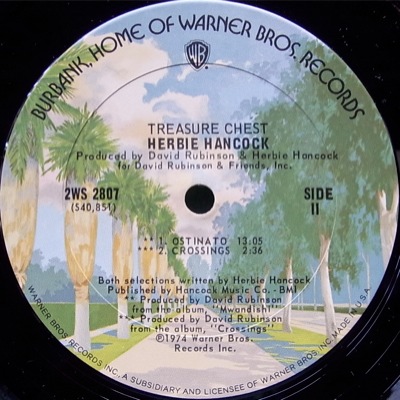 BURBANK, HOME OF WARNER BROS. RECORDS
WB
TREASURE CHEST
HERBIE HANCOCK
Produced by David Rubinson & Herbie Hancock
for David Rubinson & Friends, Inc.
2WS 2807
(S40,851)
SIDE
II
** 1. OSTINATO 13:05
*** 2. CROSSINGS 2:36
Both selections written by Herbie Hancock
Published by Hancock Music Co. - BMI
** Produced by David Rubinson
from the album, "Mwandishi"
*** Produced by David Rubinson
from the album, "Crossings"
℗1974 Warner Bros.
Records Inc.
WARNER BROS. RECORDS INC., A SUBSIDIARY AND LICENSEE OF WARNER BROS. INC. MADE IN U.S.A.